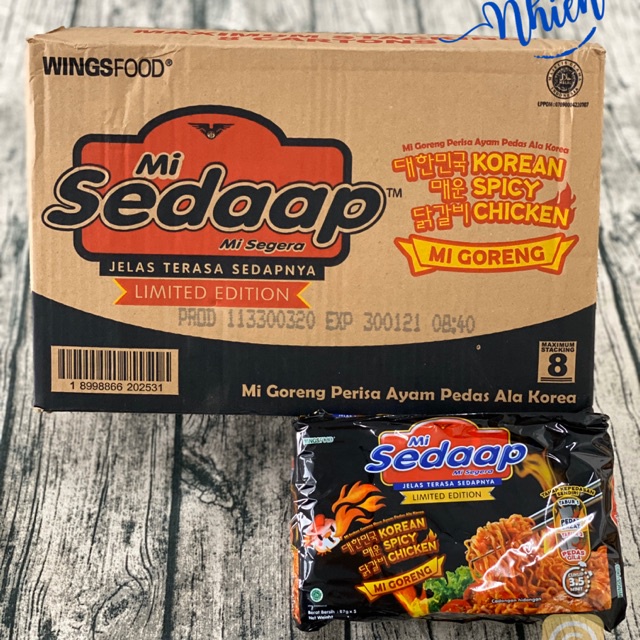 Nhiên
WINGSFOOD®
Mi
Sedaap™
Mi Segera
JELAS TERASA SEDAPNYA
LIMITED EDITION
Mi Goreng Perisa Ayam Pedas Ala Korea
대한민국 KOREAN
매운 SPICY
닭갈비 CHICKEN
MI GORENG
PROD 113300320 EXP 300121 08:40
1 8998866 202531
MAXIMUM
STACKING
8
Mi Goreng Perisa Ayam Pedas Ala Korea
WINGSFOOD
Mi
Sedaap
Mi Segera
JELAS TERASA SEDAPNYA
LIMITED EDITION
대한민국 KOREAN
매운 SPICY
닭갈비 CHICKEN
MI GORENG